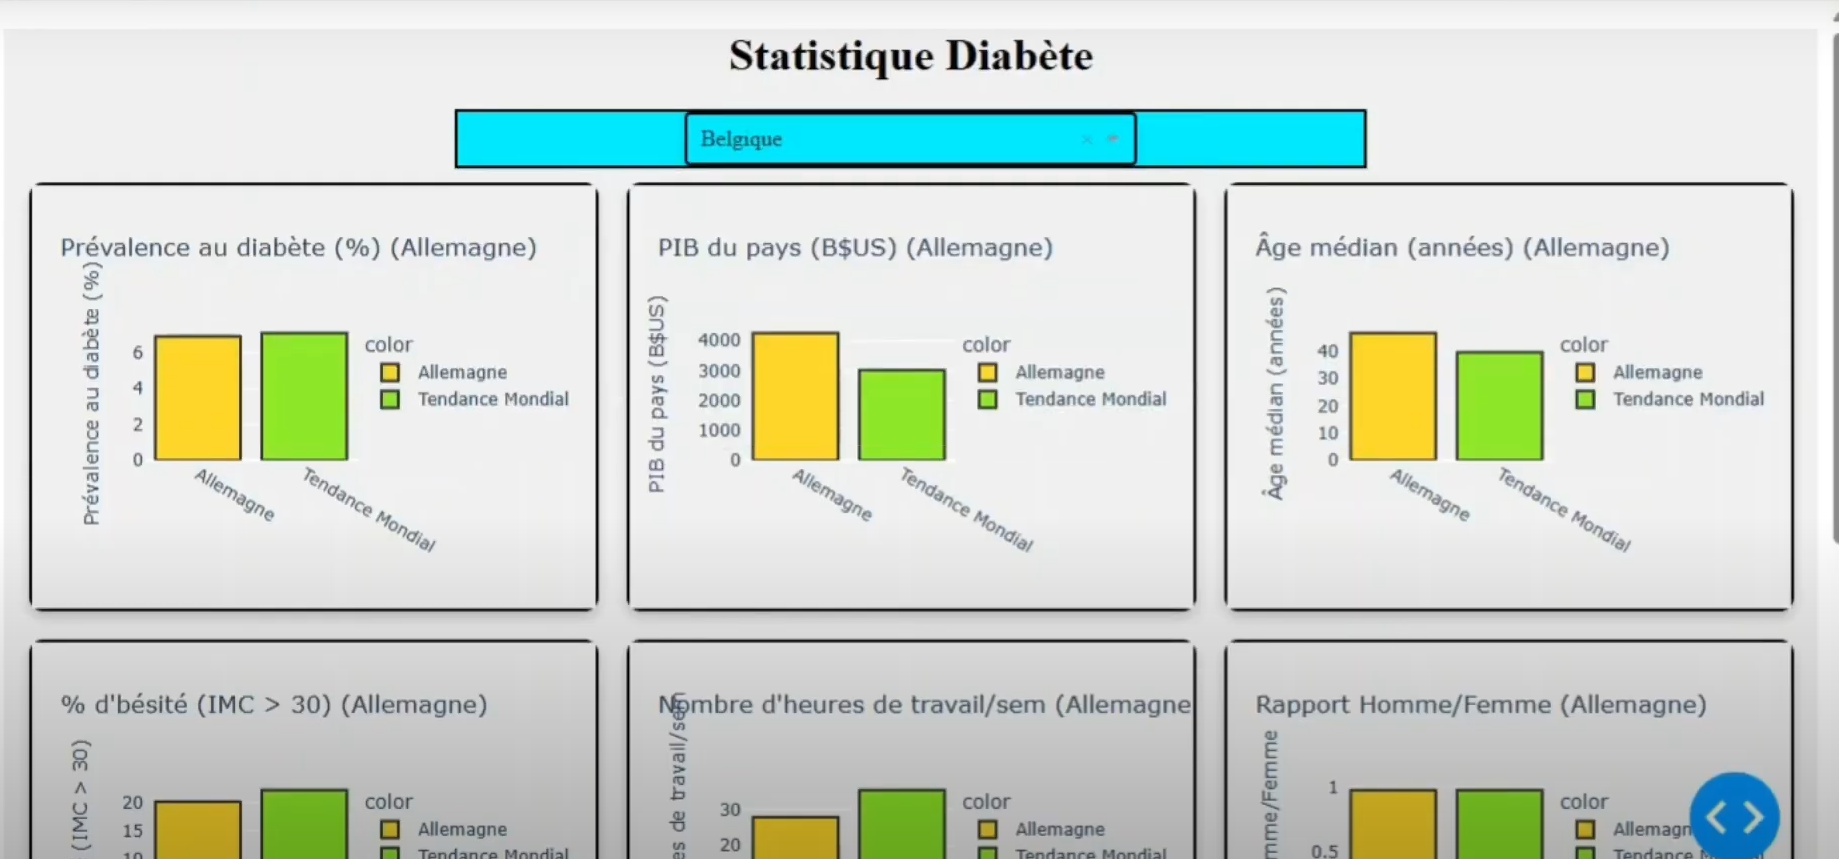 Statistique Diabète
Belgique
Prévalence au diabète (%) (Allemagne)
Prévalence au diabète (%)
6
4
2
0
Allemagne
Tendance Mondial
color
Allemagne
Tendance Mondial
PIB du pays (B$US) (Allemagne)
PIB du pays (B$US)
4000
3000
2000
1000
0
Allemagne
Tendance Mondial
color
Allemagne
Tendance Mondial
Âge médian (années) (Allemagne)
Âge médian (années)
40
30
20
10
0
Allemagne
Tendance Mondial
color
Allemagne
Tendance Mondial
% d'bésité (IMC > 30) (Allemagne)
(IMC > 30)
20
15
10
color
Allemagne
Tendance Mondial
Nombre d'heures de travail/sem (Allemagne
es de travail/sem
30
20
color
Allemagne
Tendance Mondial
Rapport Homme/Femme (Allemagne)
mme/Femme
1
0.5
color
Allemagn
Tendance M